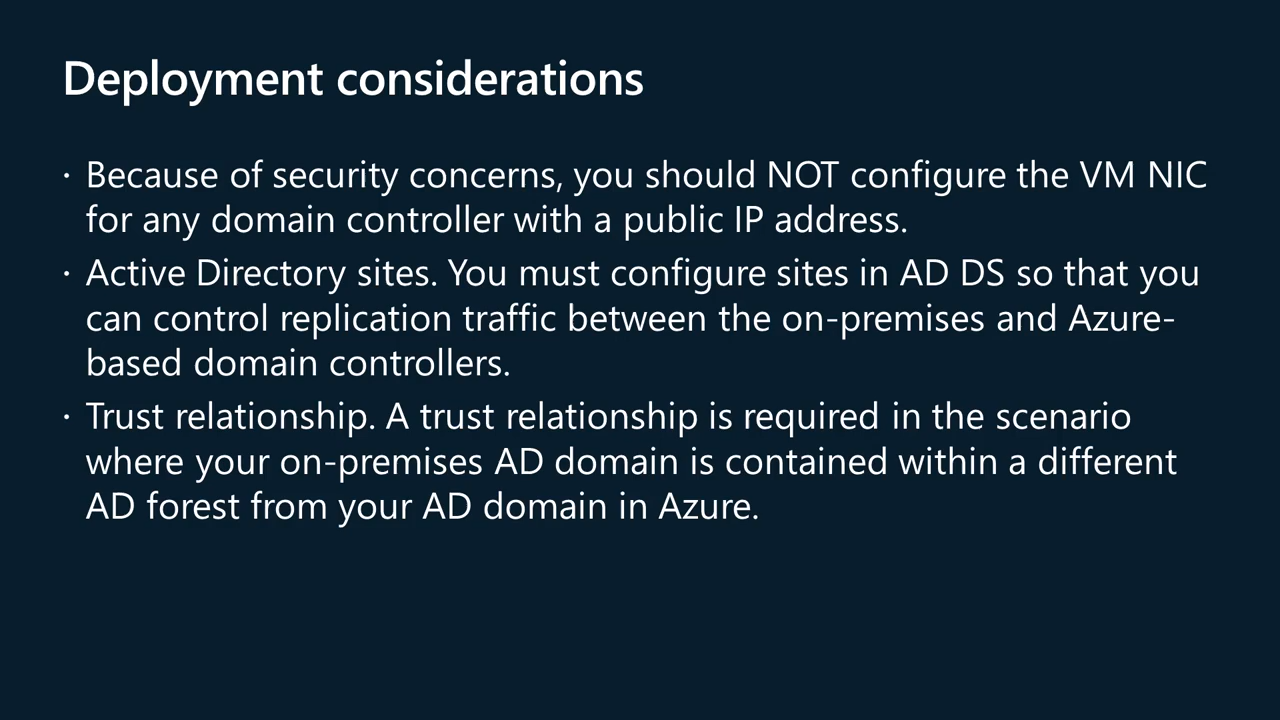 Deployment considerations
· Because of security concerns, you should NOT configure the VM NIC
for any domain controller with a public IP address.
· Active Directory sites. You must configure sites in AD DS so that you
can control replication traffic between the on-premises and Azure-
based domain controllers.
· Trust relationship. A trust relationship is required in the scenario
where your on-premises AD domain is contained within a different
AD forest from your AD domain in Azure.